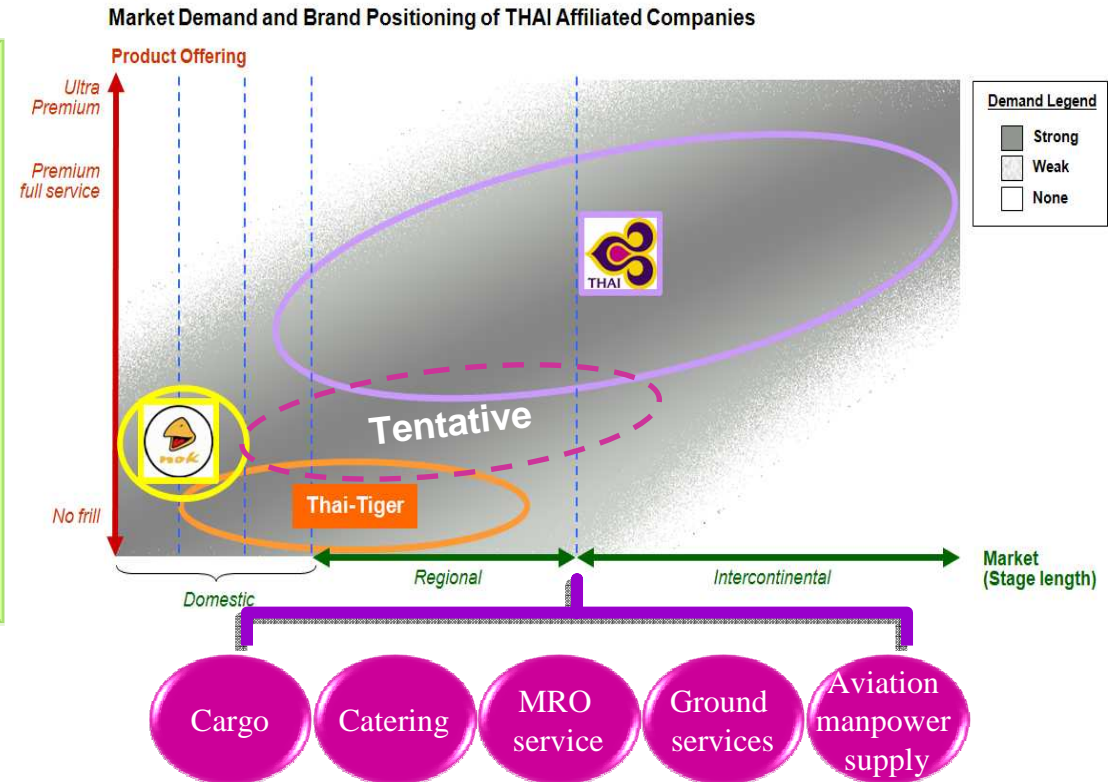 Market Demand and Brand Positioning of THAI Affiliated Companies
Product Offering
Ultra
Premium
Premium
full service
No frill
Demand Legend
Strong
Weak
None
THAI
nok
Tentative
Thai-Tiger
Domestic
Regional
Intercontinental
Market
(Stage length)
Cargo
Catering
MRO
service
Ground
services
Aviation
manpower
supply